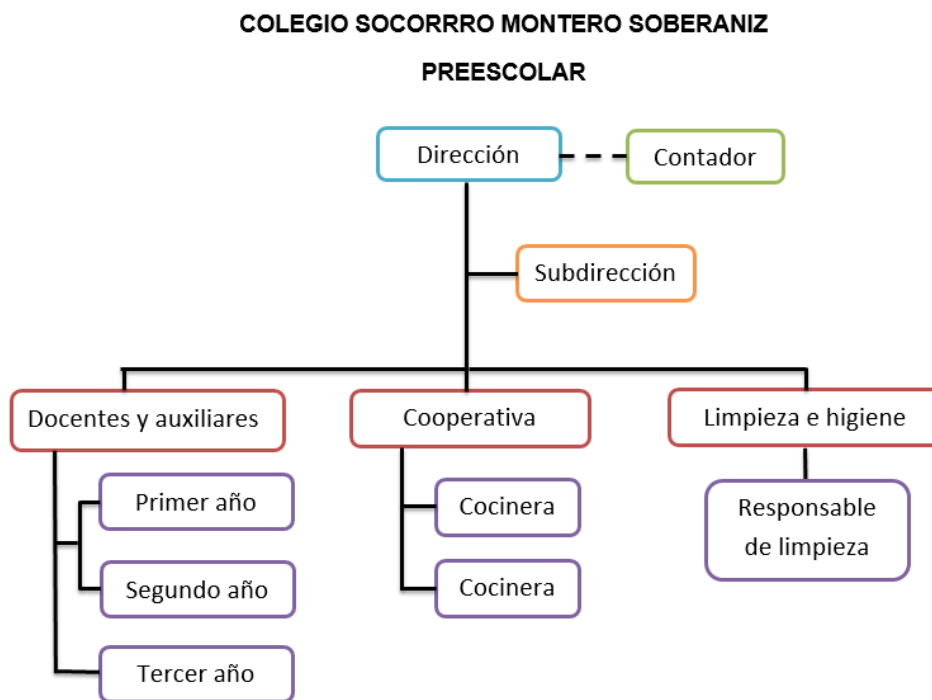 COLEGIO SOCORRRO MONTERO SOBERANIZ
PREESCOLAR
Dirección
Contador
Subdirección
Docentes y auxiliares
Cooperativa
Limpieza e higiene
Primer año
Segundo año
Tercer año
Cocinera
Cocinera
Responsable
de limpieza